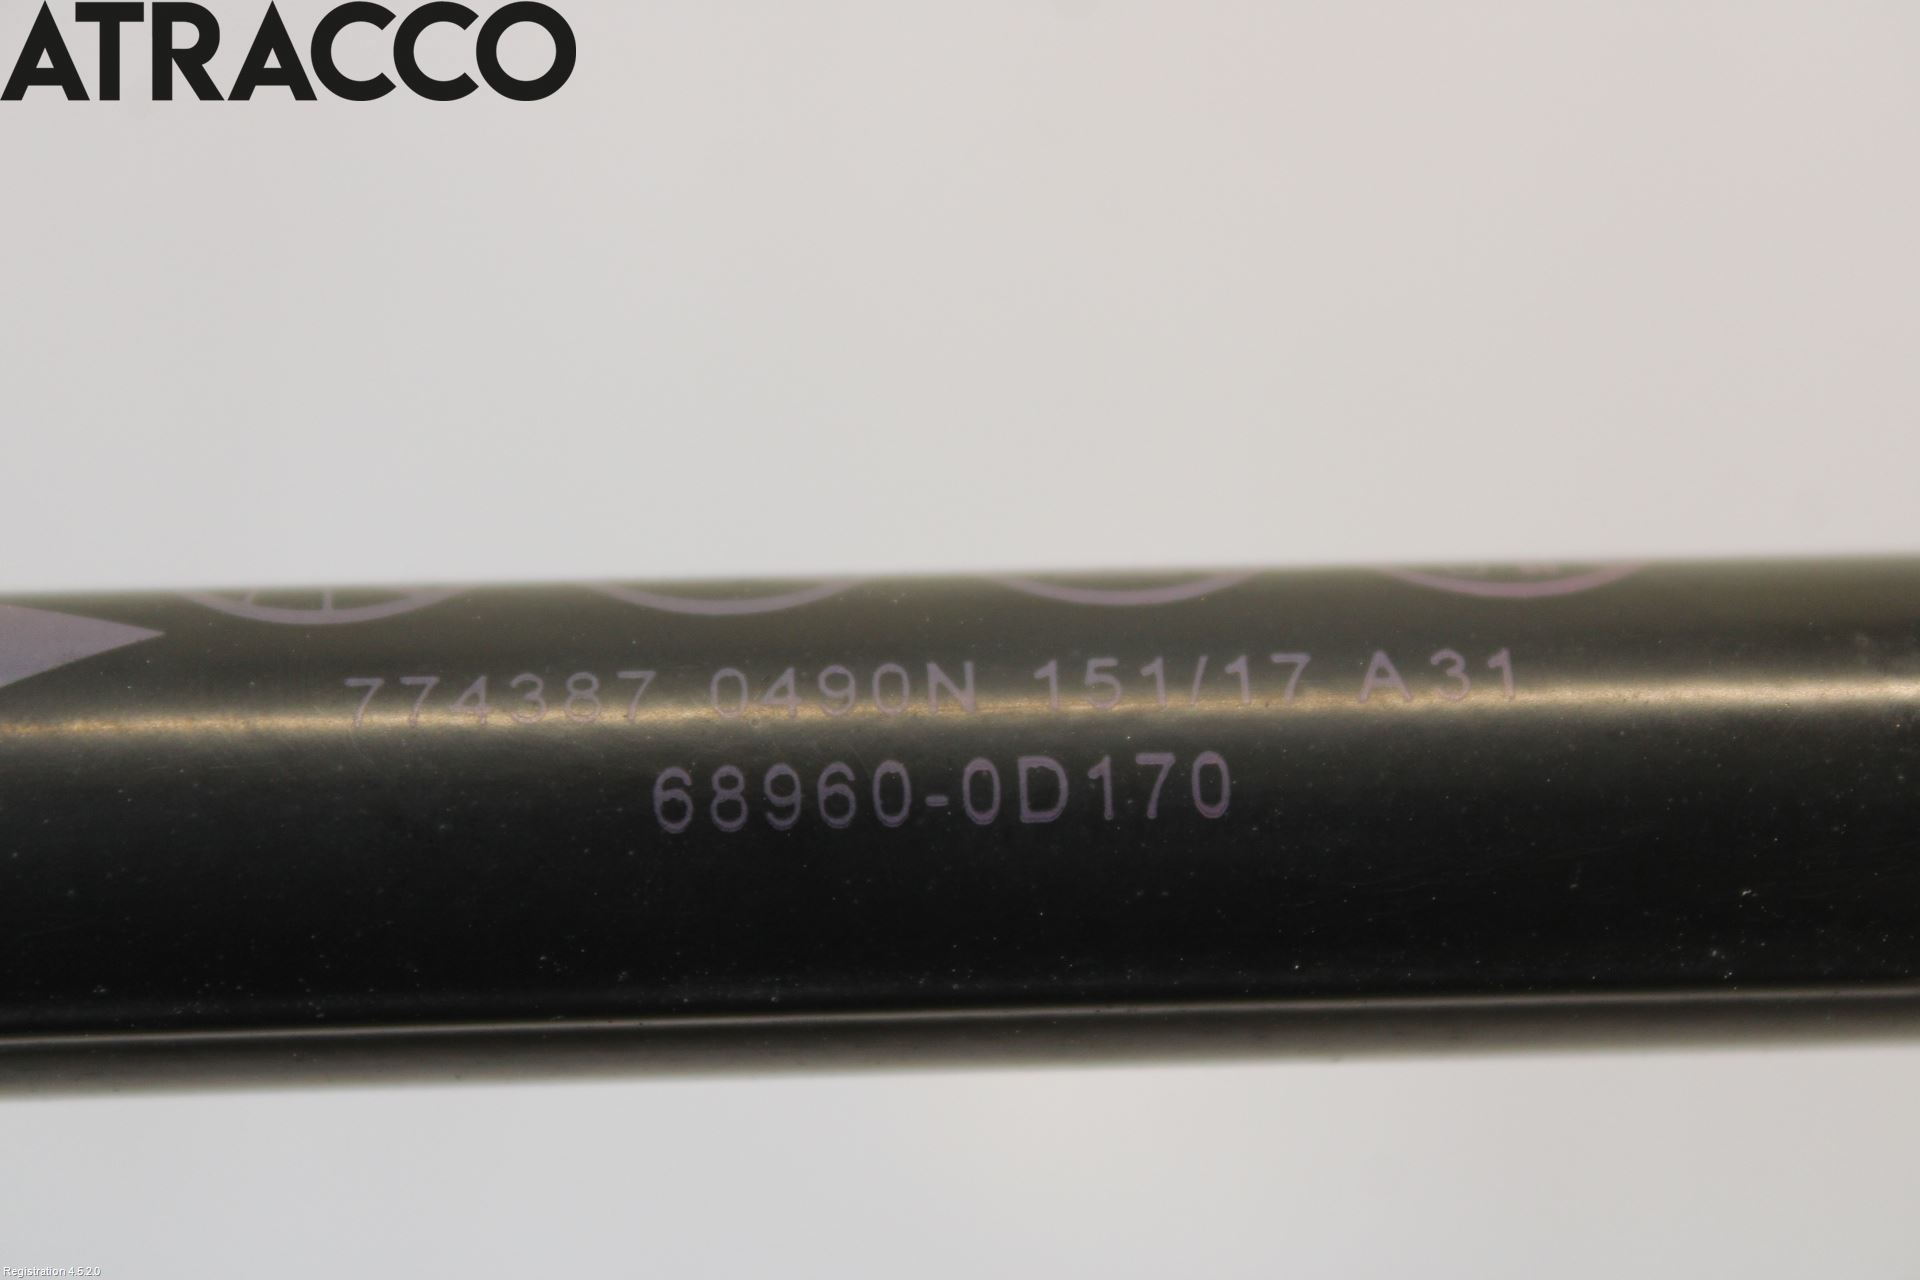 ATRACCO
774387 0490N 151/17 A31
68960-0D170
Registration 4.5.2.0